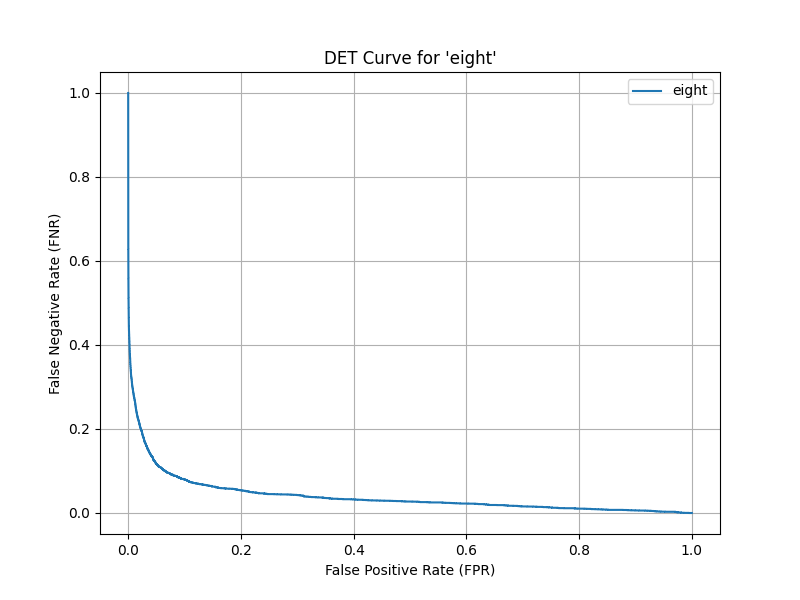 DET Curve for 'eight'
eight
1.0
0.8
0.6
0.4
0.2
0.0
False Negative Rate (FNR)
0.0 0.2 0.4 0.6 0.8 1.0
False Positive Rate (FPR)